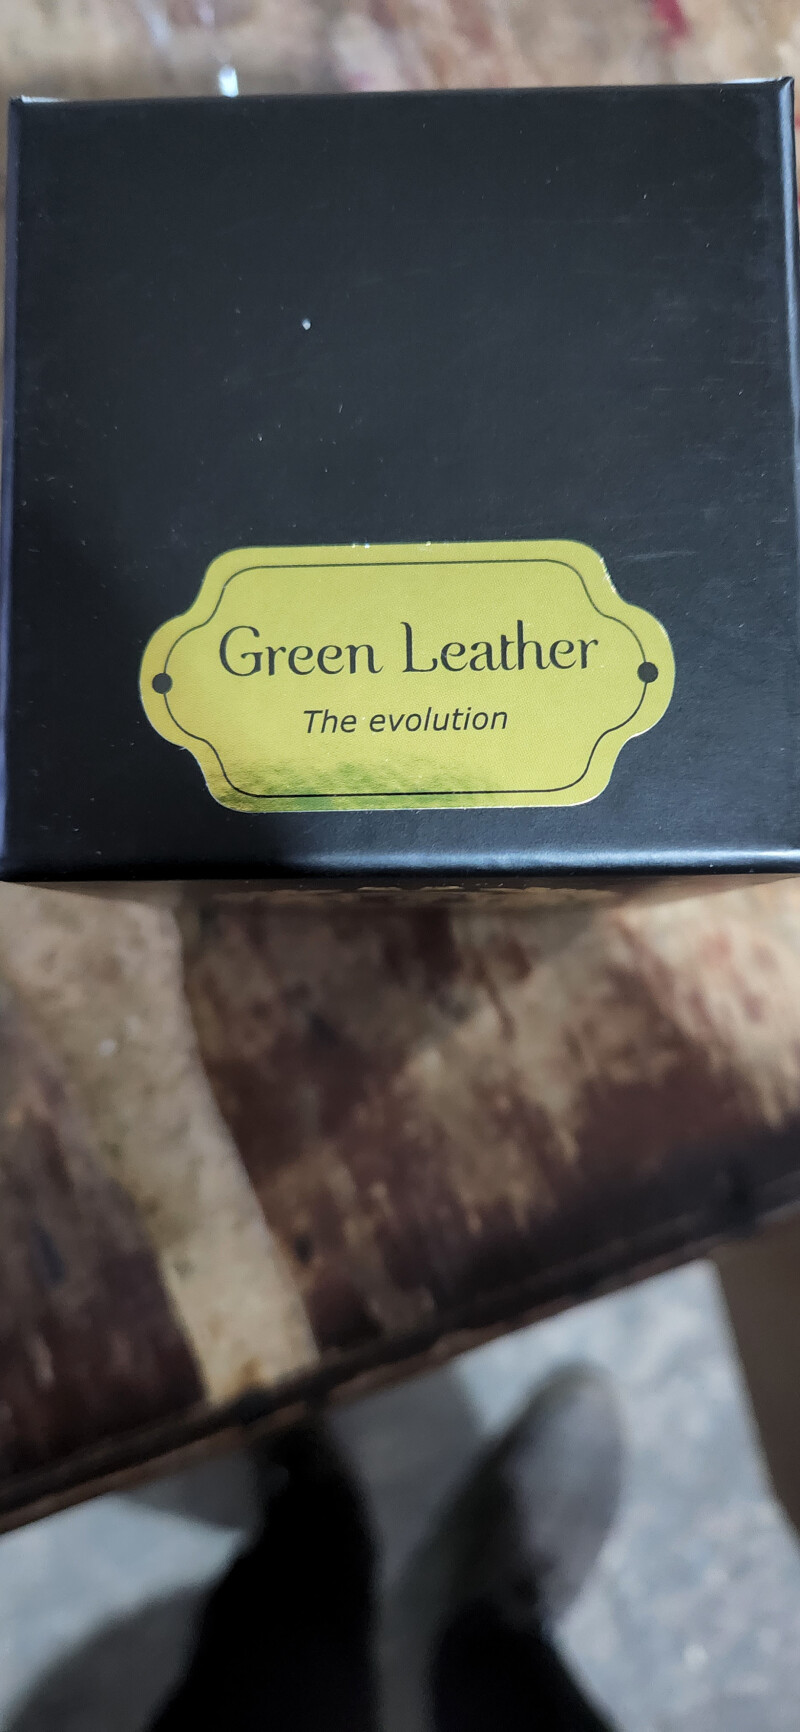 Green Leather
The evolution